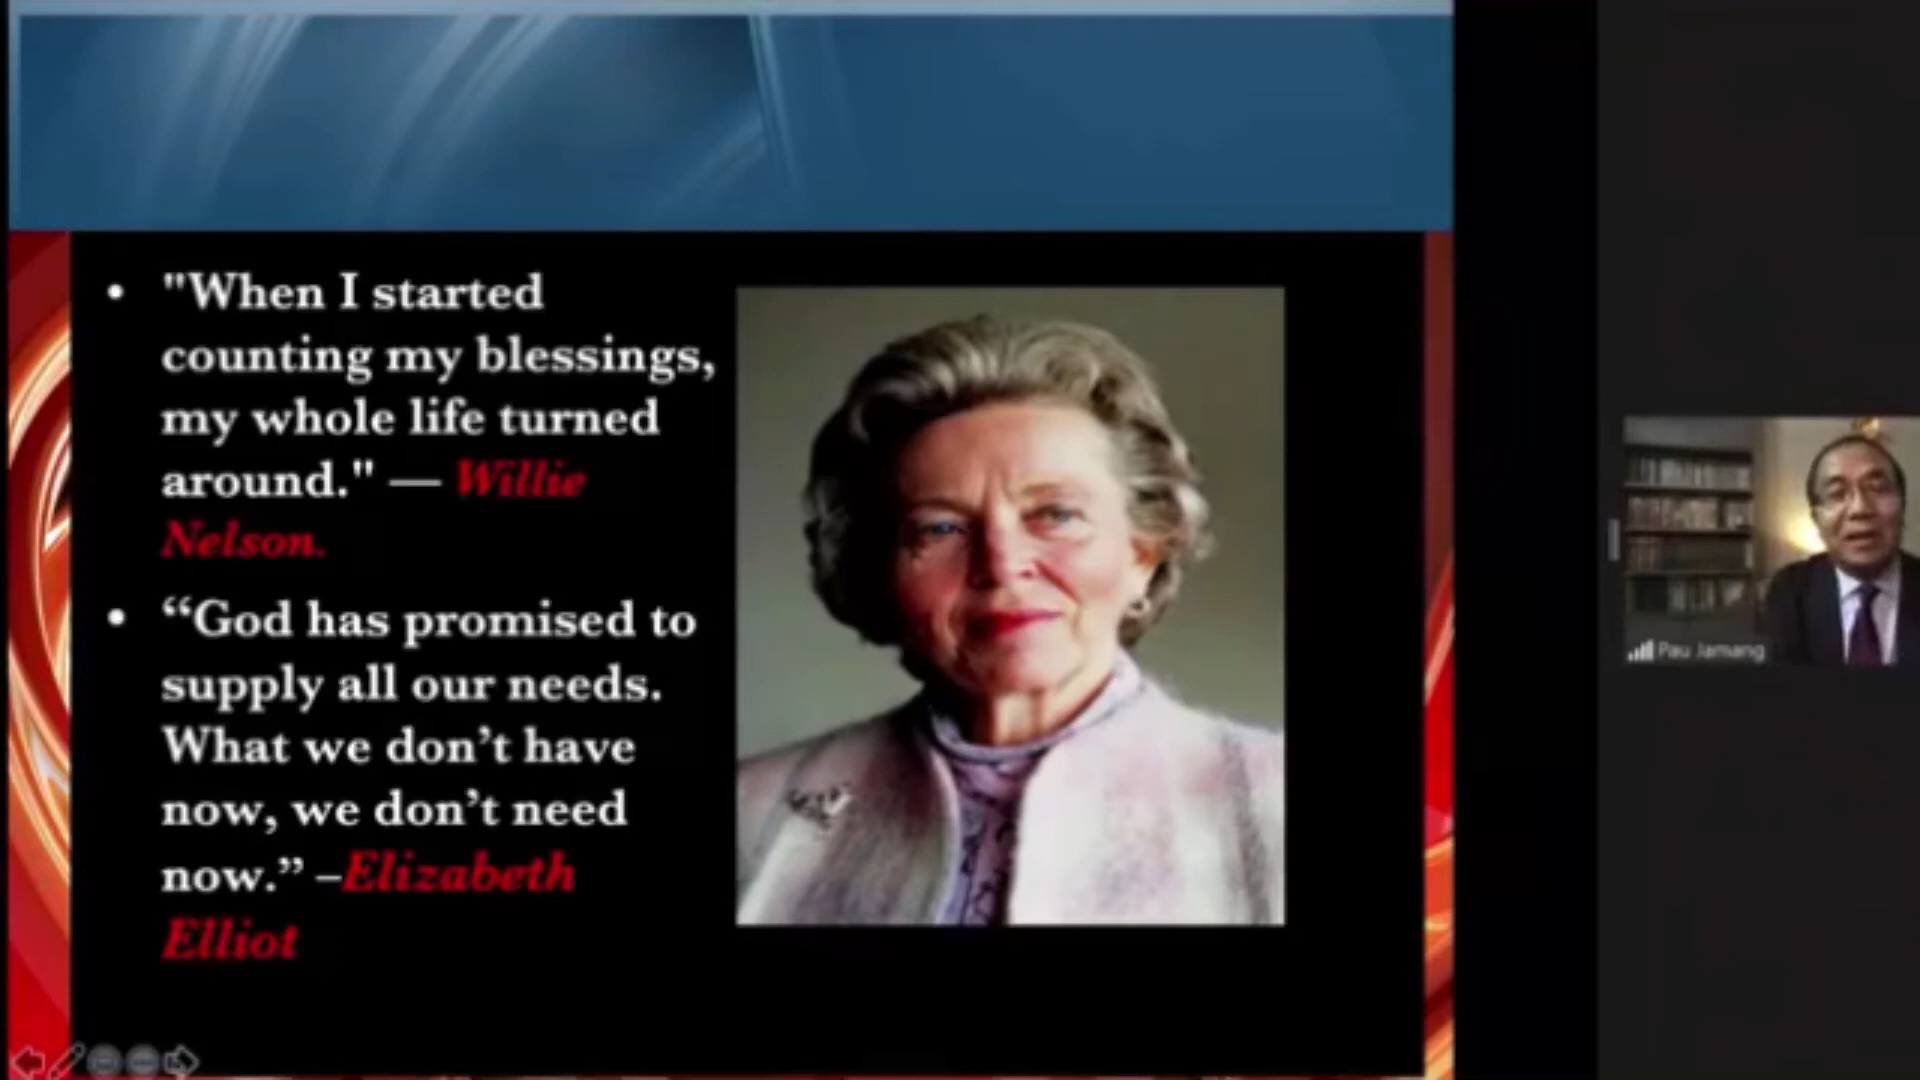 • "When I started
counting my blessings,
my whole life turned
around." — Willie
Nelson.
• “God has promised to
supply all our needs.
What we don’t have
now, we don’t need
now.” –Elizabeth
Elliot
Pau Jamang